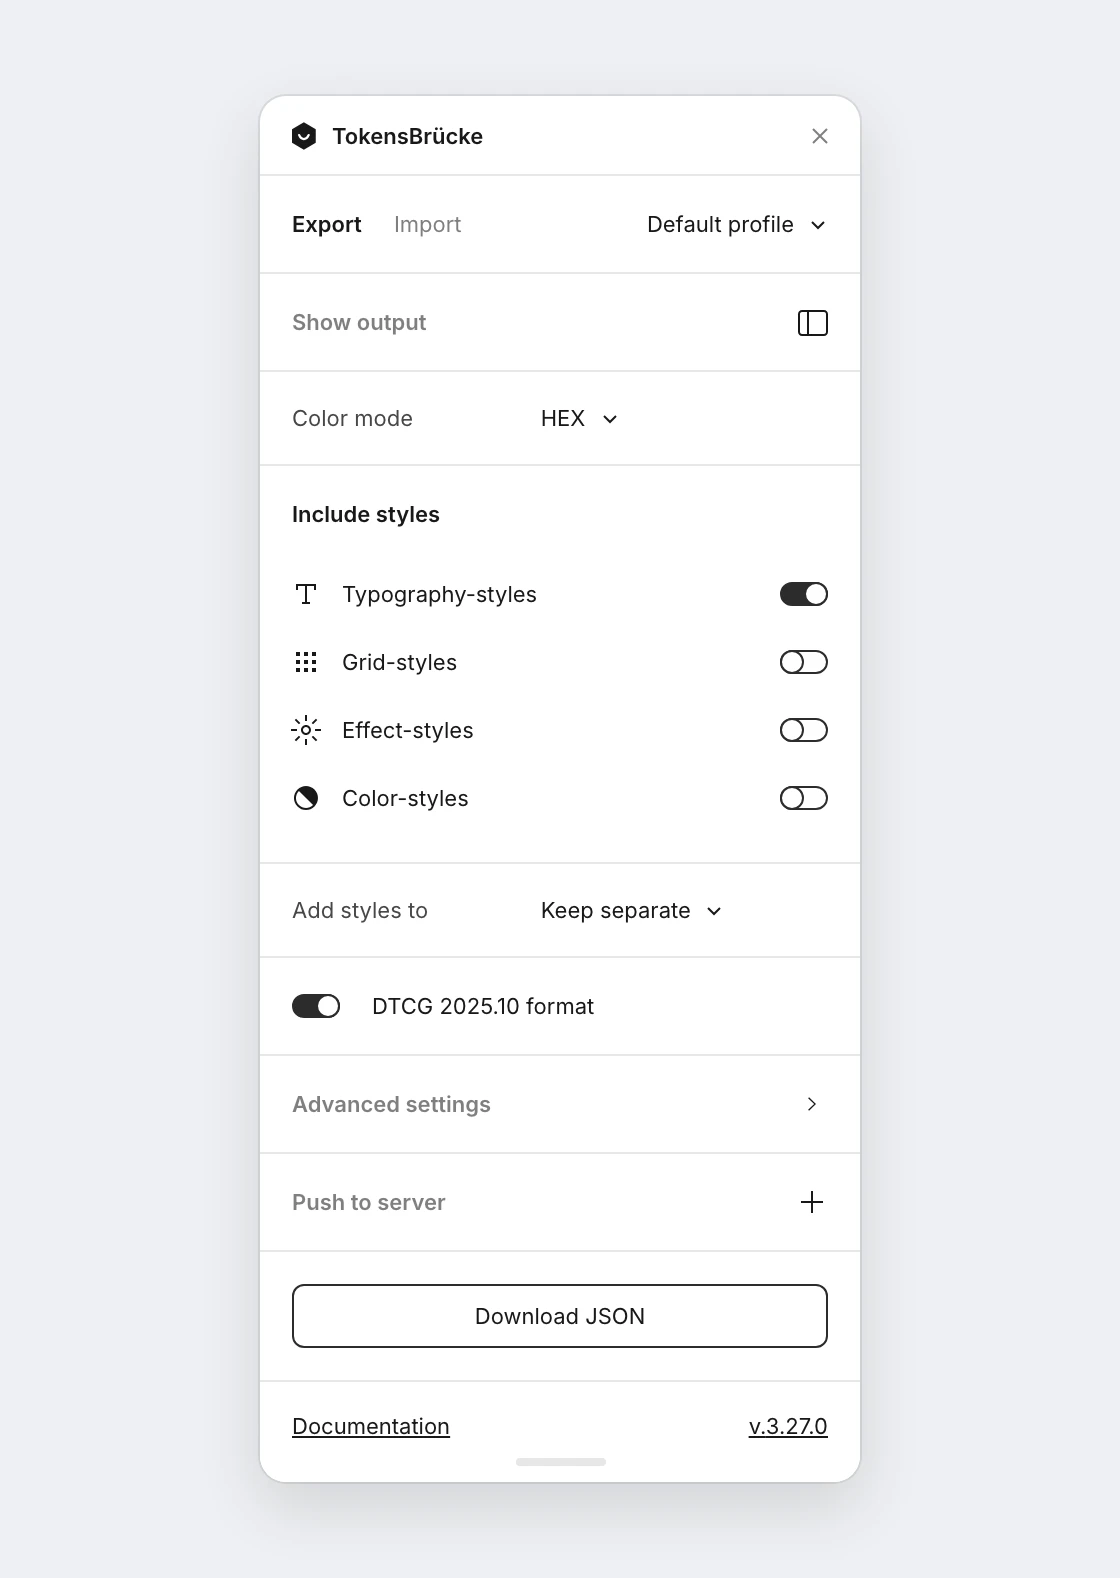 TokensBrücke
Export Import Default profile
Show output
Color mode HEX
Include styles
Typography-styles
Grid-styles
Effect-styles
Color-styles
Add styles to Keep separate
DTCG 2025.10 format
Advanced settings
Push to server
Download JSON
Documentation v.3.27.0